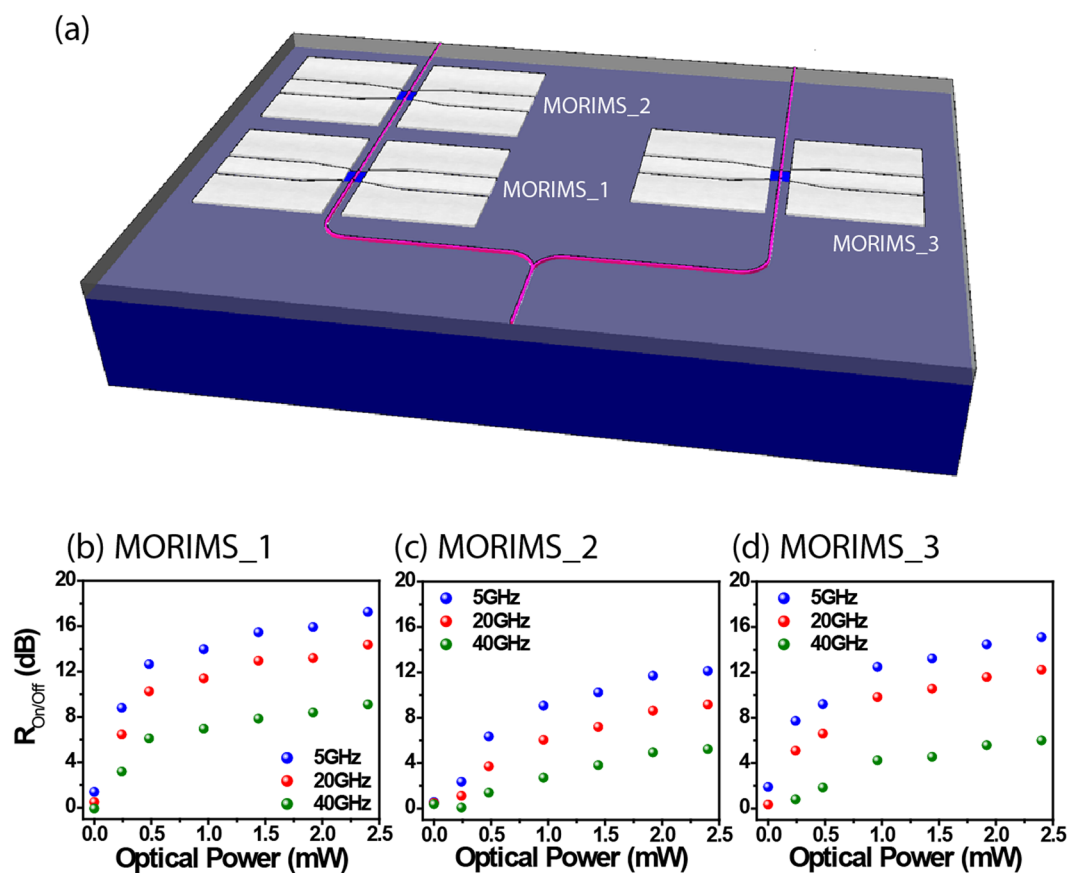 (a)
MORIMS_2
MORIMS_1
MORIMS_3
(b) MORIMS_1
(c) MORIMS_2
(d) MORIMS_3
R On/Off (dB)
20
16
12
8
4
0
5GHz
20GHz
40GHz
0.0 0.5 1.0 1.5 2.0 2.5
Optical Power (mW)
20
16
12
8
4
0
5GHz
20GHz
40GHz
0.0 0.5 1.0 1.5 2.0 2.5
Optical Power (mW)
20
16
12
8
4
0
5GHz
20GHz
40GHz
0.0 0.5 1.0 1.5 2.0 2.5
Optical Power (mW)